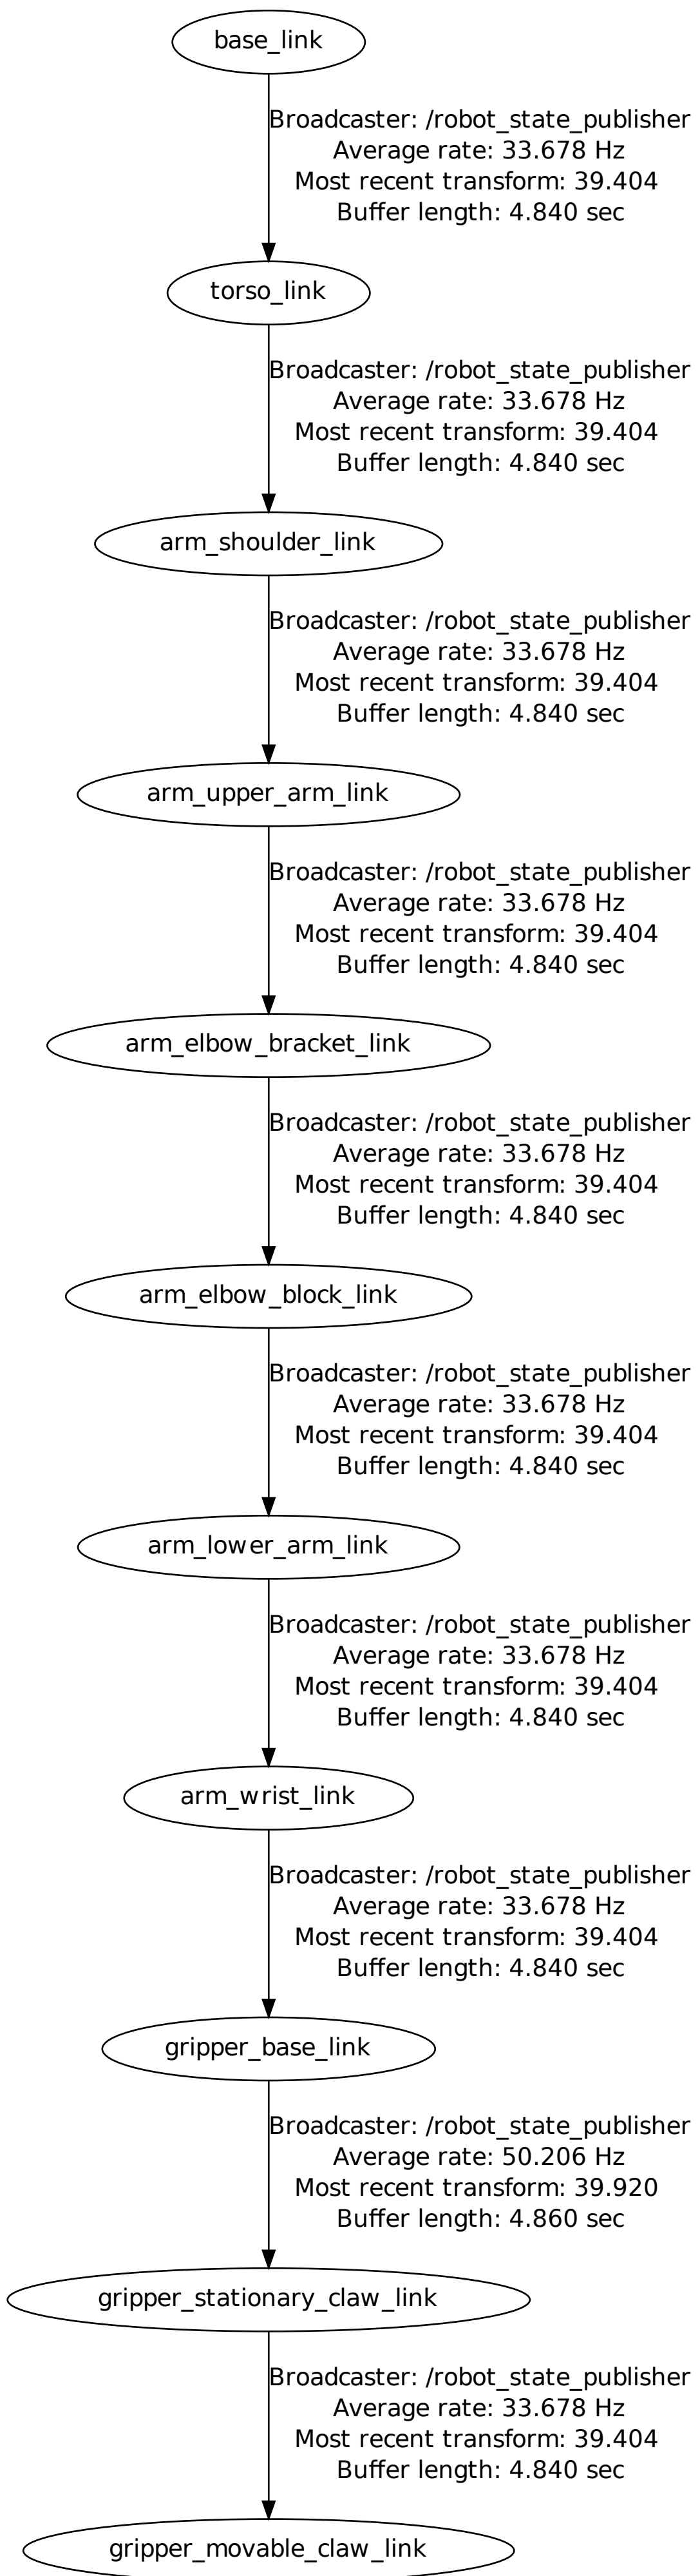 base_link
Broadcaster: /robot_state_publisher
Average rate: 33.678 Hz
Most recent transform: 39.404
Buffer length: 4.840 sec
torso_link
Broadcaster: /robot_state_publisher
Average rate: 33.678 Hz
Most recent transform: 39.404
Buffer length: 4.840 sec
arm_shoulder_link
Broadcaster: /robot_state_publisher
Average rate: 33.678 Hz
Most recent transform: 39.404
Buffer length: 4.840 sec
arm_upper_arm_link
Broadcaster: /robot_state_publisher
Average rate: 33.678 Hz
Most recent transform: 39.404
Buffer length: 4.840 sec
arm_elbow_bracket_link
Broadcaster: /robot_state_publisher
Average rate: 33.678 Hz
Most recent transform: 39.404
Buffer length: 4.840 sec
arm_elbow_block_link
Broadcaster: /robot_state_publisher
Average rate: 33.678 Hz
Most recent transform: 39.404
Buffer length: 4.840 sec
arm_lower_arm_link
Broadcaster: /robot_state_publisher
Average rate: 33.678 Hz
Most recent transform: 39.404
Buffer length: 4.840 sec
arm_wrist_link
Broadcaster: /robot_state_publisher
Average rate: 33.678 Hz
Most recent transform: 39.404
Buffer length: 4.840 sec
gripper_base_link
Broadcaster: /robot_state_publisher
Average rate: 50.206 Hz
Most recent transform: 39.920
Buffer length: 4.860 sec
gripper_stationary_claw_link
Broadcaster: /robot_state_publisher
Average rate: 33.678 Hz
Most recent transform: 39.404
Buffer length: 4.840 sec
gripper_movable_claw_link